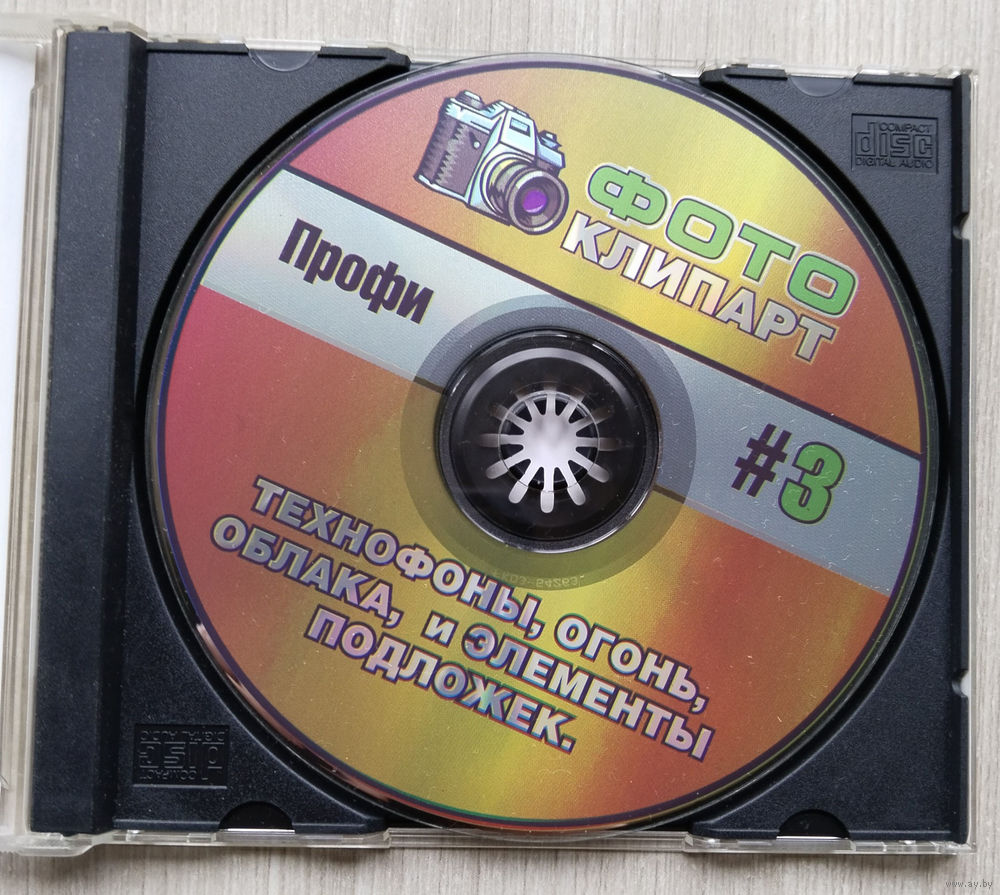 ФОТО
КЛИПАРТ
Профи
#3
ТЕХНОФОНЫ, ОГОНЬ,
ОБЛАКА, и ЭЛЕМЕНТЫ
ПОДЛОЖЕК.
COMPACT
disc
DIGITAL AUDIO
COMPACT
disc
DIGITAL AUDIO
www.ay.by